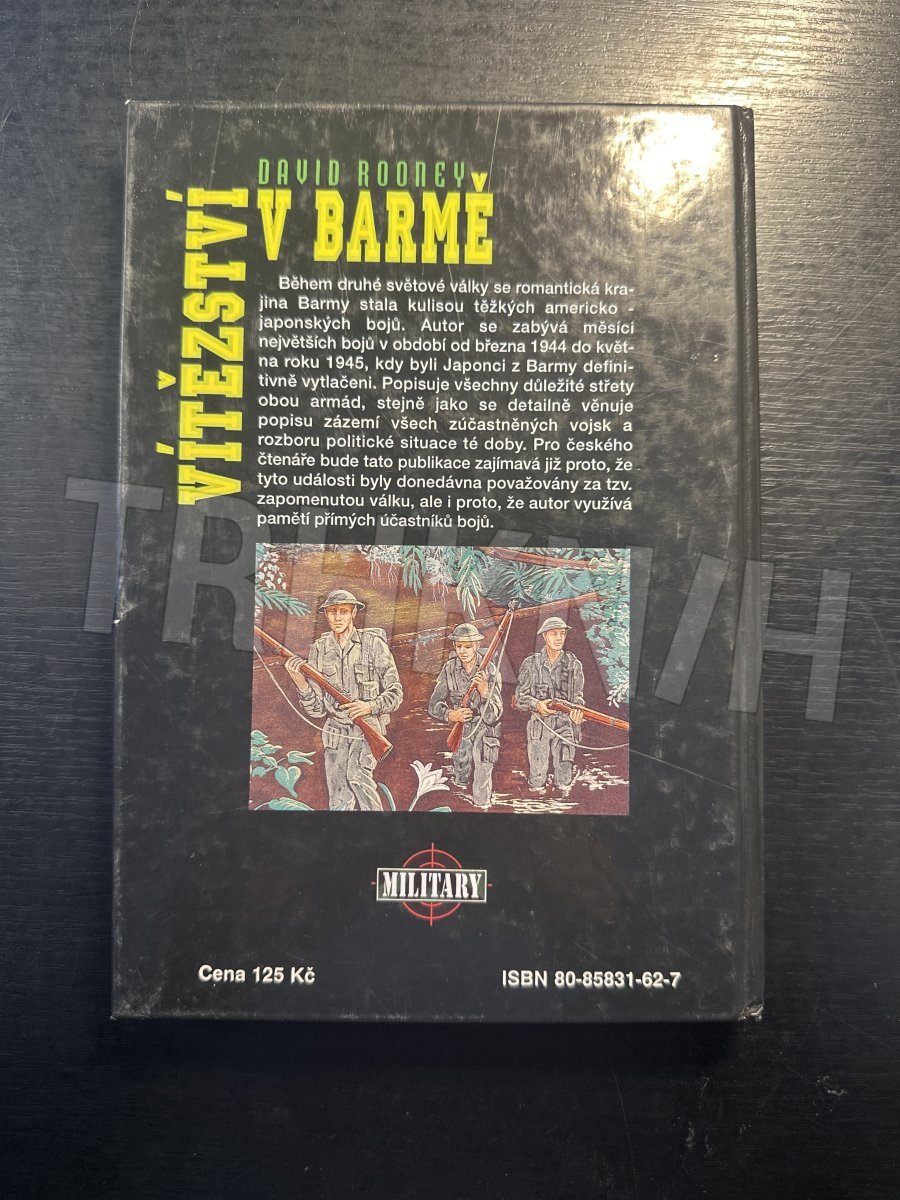 DAVID ROONEY
VÍTĚZSTVÍ
V BARMĚ
Během druhé světové války se romantická kra-
jina Barmy stala kulisou těžkých americko -
japonských bojů. Autor se zabývá měsíci
největších bojů v období od března 1944 do květ-
na roku 1945, kdy byli Japonci z Barmy defini-
tivně vytlačeni. Popisuje všechny důležité střety
obou armád, stejně jako se detailně věnuje
popisu zázemí všech zúčastněných vojsk a
rozboru politické situace té doby. Pro českého
čtenáře bude tato publikace zajímavá již proto, že
tyto události byly donedávna považovány za tzv.
zapomenutou válku, ale i proto, že autor využívá
pamětí přímých účastníků bojů.
MILITARY
Cena 125 Kč
ISBN 80-85831-62-7